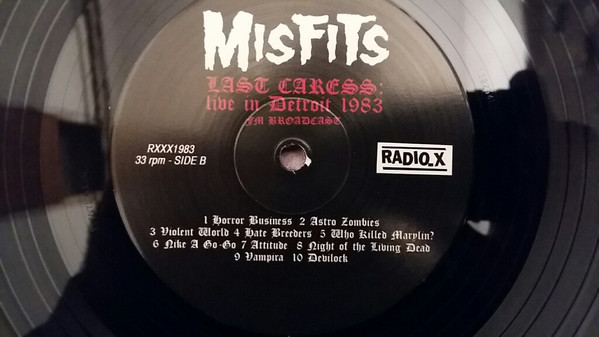 MISFITS
LAST CARESS:
live in Detroit 1983
FM BROADCAST
RXXX1983
33 rpm - SIDE B
RADIO_X
1 Horror Business 2 Astro Zombies
3 Violent World 4 Hate Breeders 5 Who Killed Marylin?
6 Nike A Go-Go 7 Attitude 8 Night of the Living Dead
9 Vampira 10 Devilock